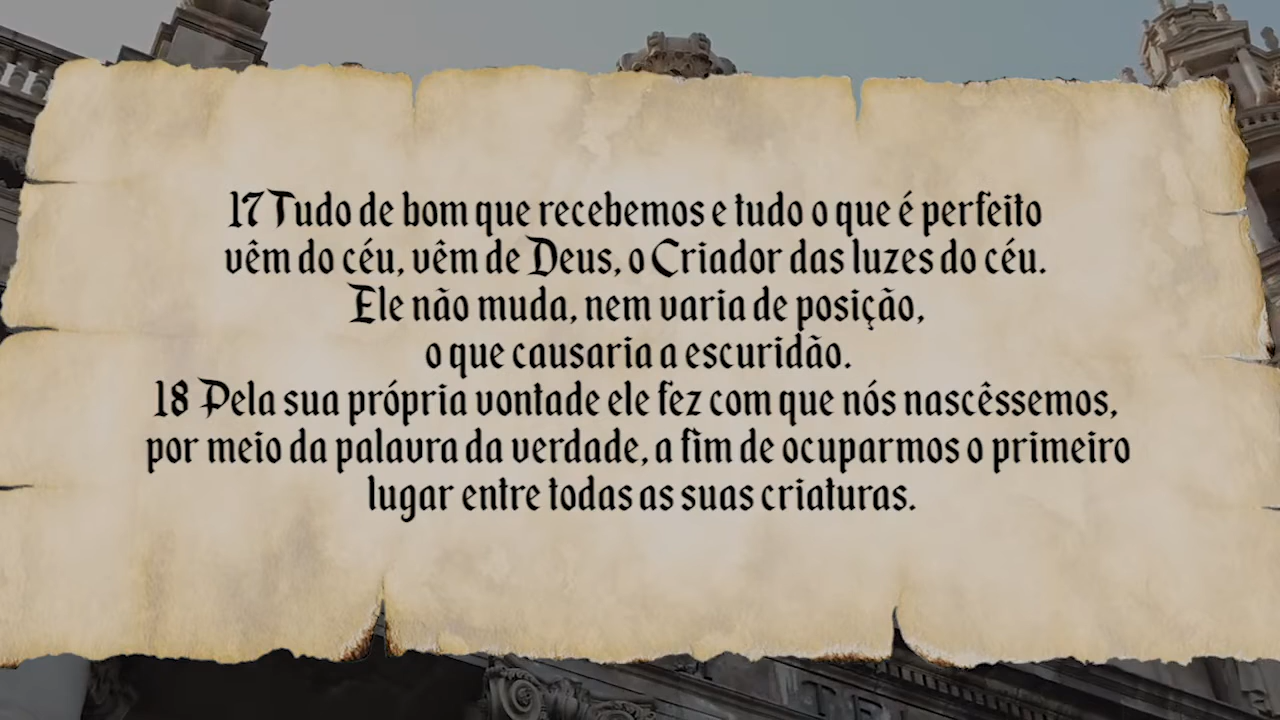 17 Tudo de bom que recebemos e tudo o que é perfeito
vêm do céu, vêm de Deus, o Criador das luzes do céu.
Ele não muda, nem varia de posição,
o que causaria a escuridão.
18 Pela sua própria vontade ele fez com que nós nascêssemos,
por meio da palavra da verdade, a fim de ocuparmos o primeiro
lugar entre todas as suas criaturas.